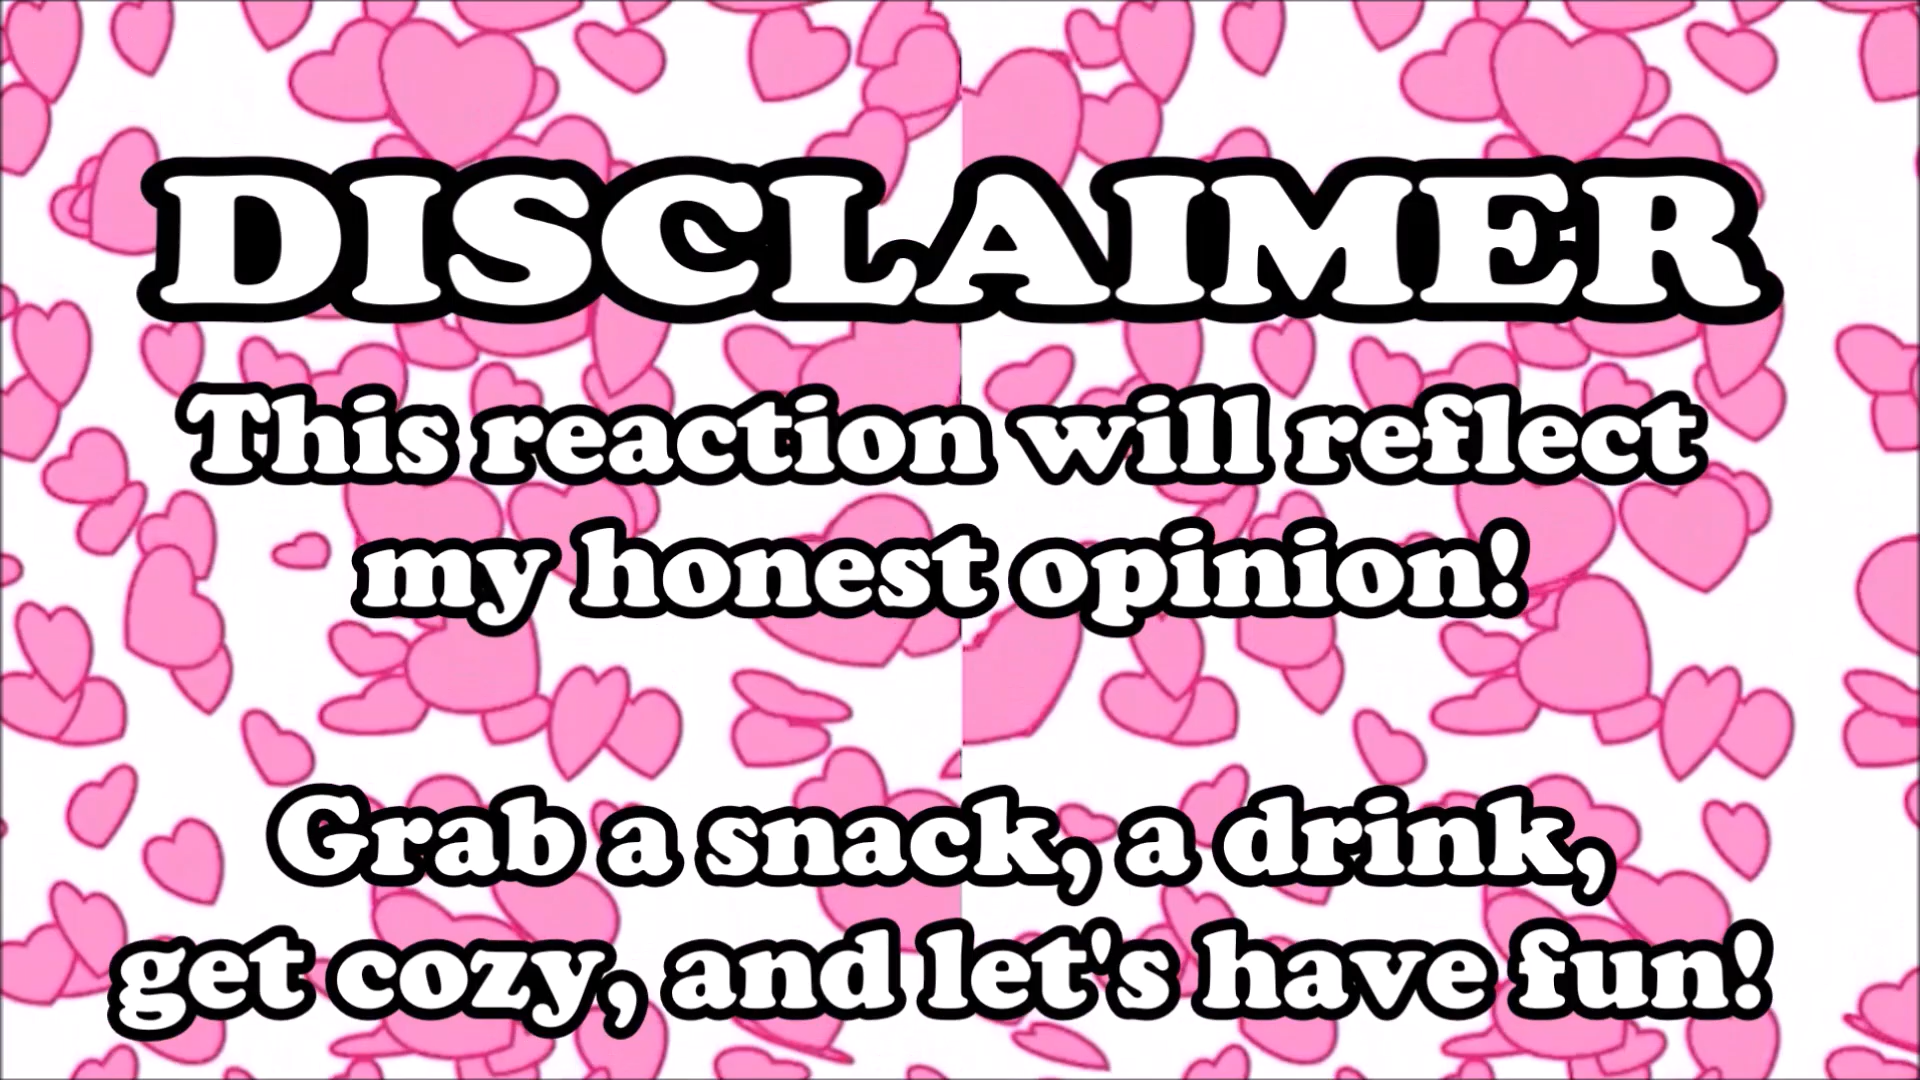 DISCLAIMER
This reaction will reflect
my honest opinion!
Grab a snack, a drink,
get cozy, and let's have fun!